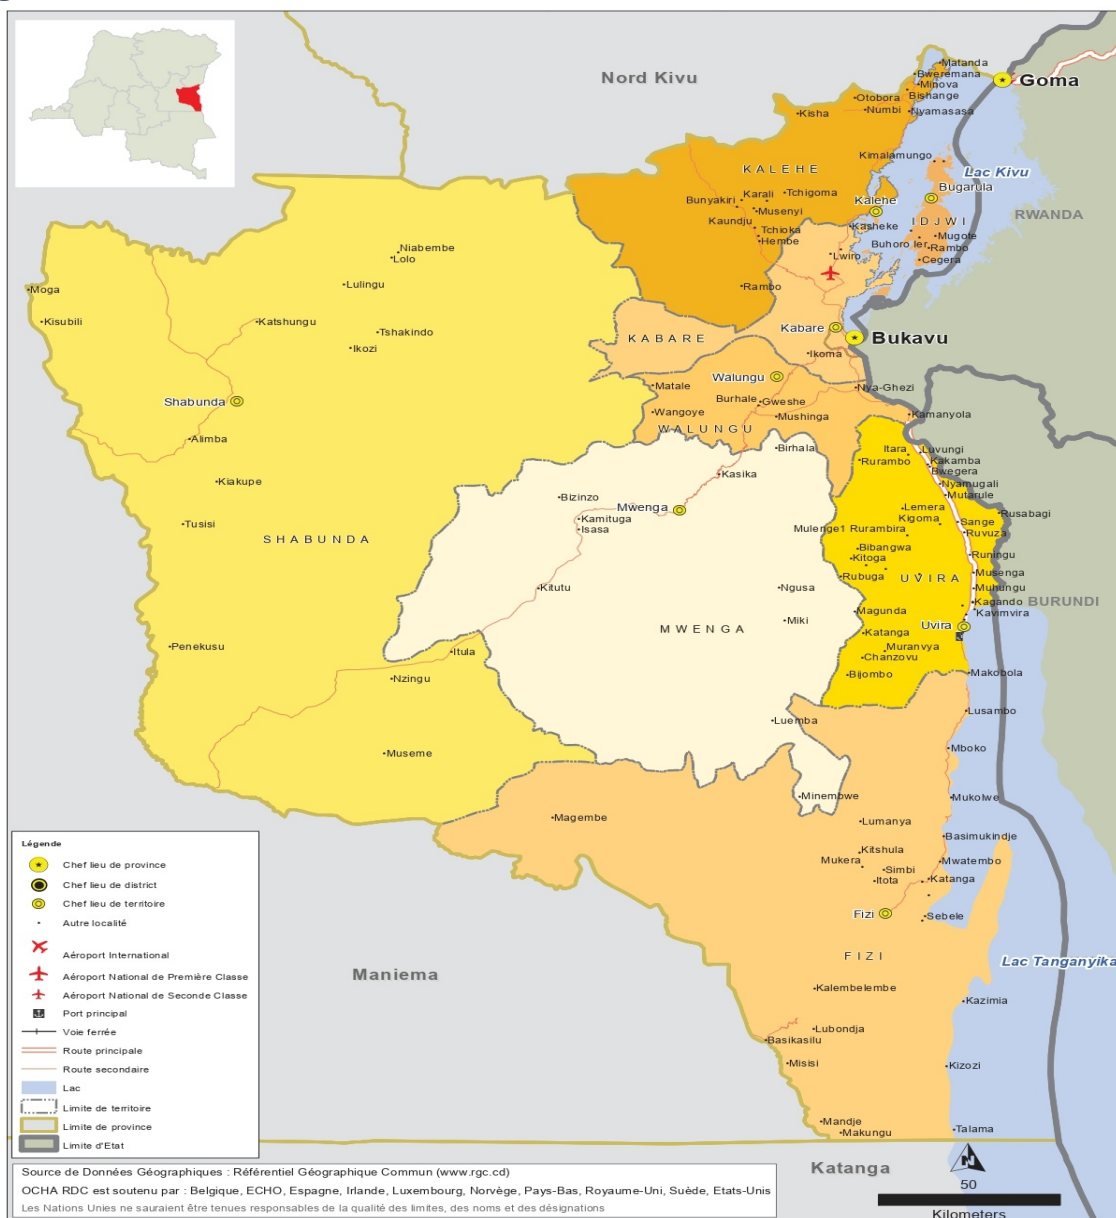 Nord Kivu
Matanda
Bweremana
Minova
Goma
Bishange
Otobora
Numbi
Nyamasasa
Kisha
Kimalamungo
KALEHE
Lac Kivu
Karali
Tchigoma
Bugarula
Bunyakiri
Kalehe
Musenyi
RWANDA
Kaundju
Kasheke
IDJWI
Tchioka
Mugote
Hembe
Buhoro Ier
Rambo
Niabembe
Lwiro
Cegera
Lolo
Moga
Lulingu
Rambo
Kisubili
Katshungu
Tshakindo
Kabare
Bukavu
KABARE
Ikozi
Ikoma
Walungu
Matale
Nya-Ghezi
Shabunda
Burhale
Gweshe
Wangoye
Mushinga
Kamanyola
WALUNGU
Alimba
Birhala
Itara
Luvungi
Rurambo
Kakamba
Bwegera
Kasika
Kiakupe
Nyamugali
Bizinzo
Mutarule
Mwenga
Lemera
Kamituga
Kigoma
Sange
Rusabagi
Tusisi
Isasa
Mulenge1
Rurambira
Ruvuza
SHABUNDA
Bibangwa
Kitoga
Runingu
Rubuga
UVIRA
Musenga
Kitutu
Ngusa
Muhungu
Kagando
BURUNDI
Magunda
Kavimvira
Miki
Uvira
MWENGA
Katanga
Penekusu
Muranvya
Itula
Chanzovu
Bijombo
Makobola
Nzingu
Lusambo
Luemba
Mboko
Museme
Minembwe
Mukolwe
Magembe
Lumanya
Basimukindje
Kitshula
Mukera
Mwatembo
Simbi
Itota
Katanga
Fizi
Sebele
FIZI
Maniema
Lac Tanganyika
Kalembelembe
Kazimia
Lubondja
Basikasilu
Misisi
Kizozi
Mandje
Makungu
Talama
Katanga
Légende
Chef lieu de province
Chef lieu de district
Chef lieu de territoire
Autre localité
Aéroport International
Aéroport National de Première Classe
Aéroport National de Seconde Classe
Port principal
Voie ferrée
Route principale
Route secondaire
Lac
Limite de territoire
Limite de province
Limite d'Etat
Source de Données Géographiques : Référentiel Géographique Commun (www.rgc.cd)
OCHA RDC est soutenu par : Belgique, ECHO, Espagne, Irlande, Luxembourg, Norvège, Pays-Bas, Royaume-Uni, Suède, Etats-Unis
Les Nations Unies ne sauraient être tenues responsables de la qualité des limites, des noms et des désignations
N
50
Kilometers